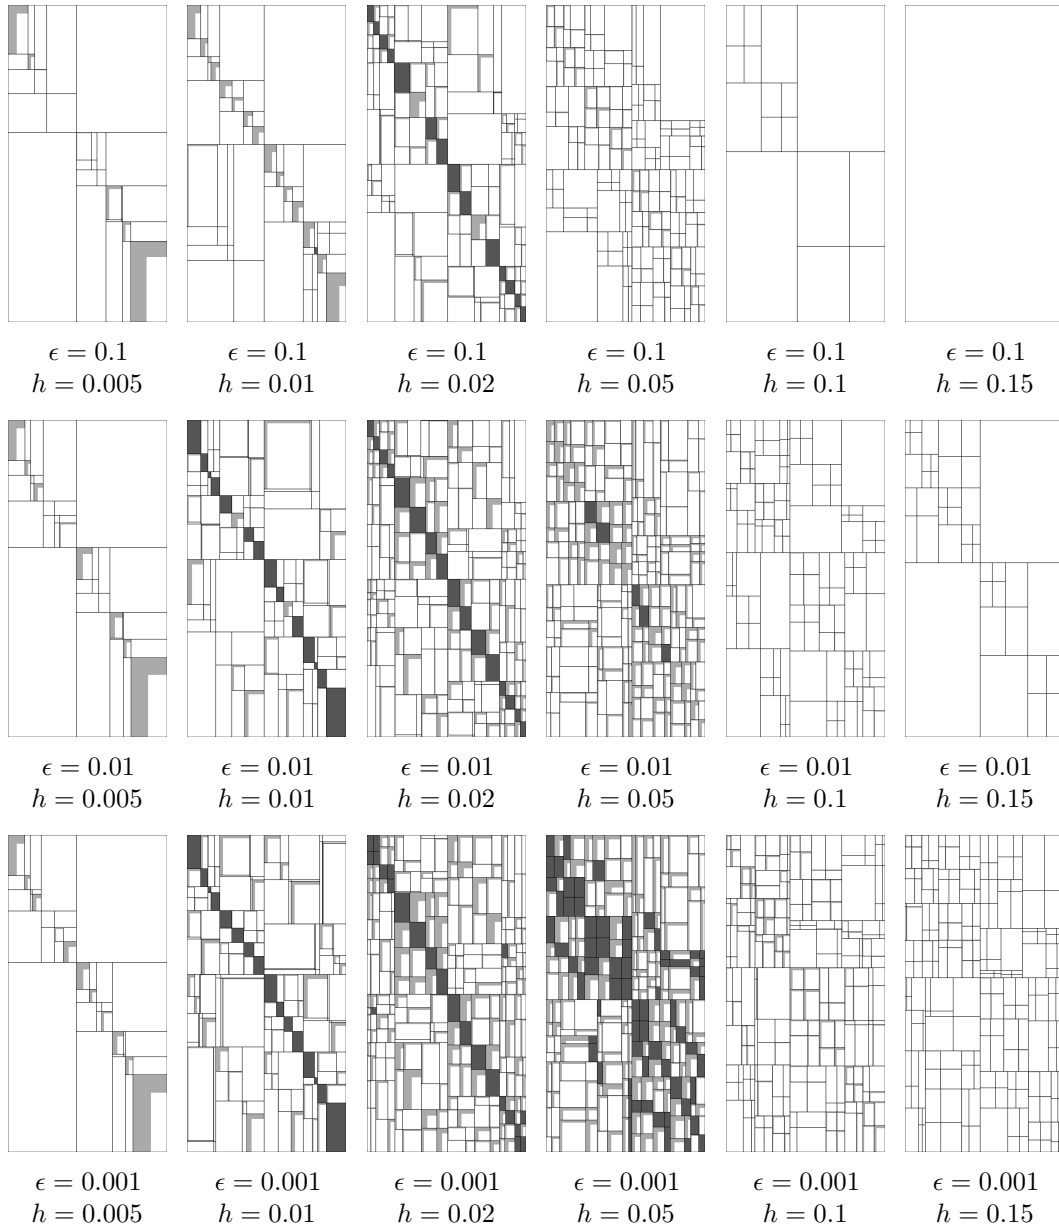 ϵ = 0.1 ϵ = 0.1 ϵ = 0.1 ϵ = 0.1 ϵ = 0.1 ϵ = 0.1
h = 0.005 h = 0.01 h = 0.02 h = 0.05 h = 0.1 h = 0.15
ϵ = 0.01 ϵ = 0.01 ϵ = 0.01 ϵ = 0.01 ϵ = 0.01 ϵ = 0.01
h = 0.005 h = 0.01 h = 0.02 h = 0.05 h = 0.1 h = 0.15
ϵ = 0.001 ϵ = 0.001 ϵ = 0.001 ϵ = 0.001 ϵ = 0.001 ϵ = 0.001
h = 0.005 h = 0.01 h = 0.02 h = 0.05 h = 0.1 h = 0.15